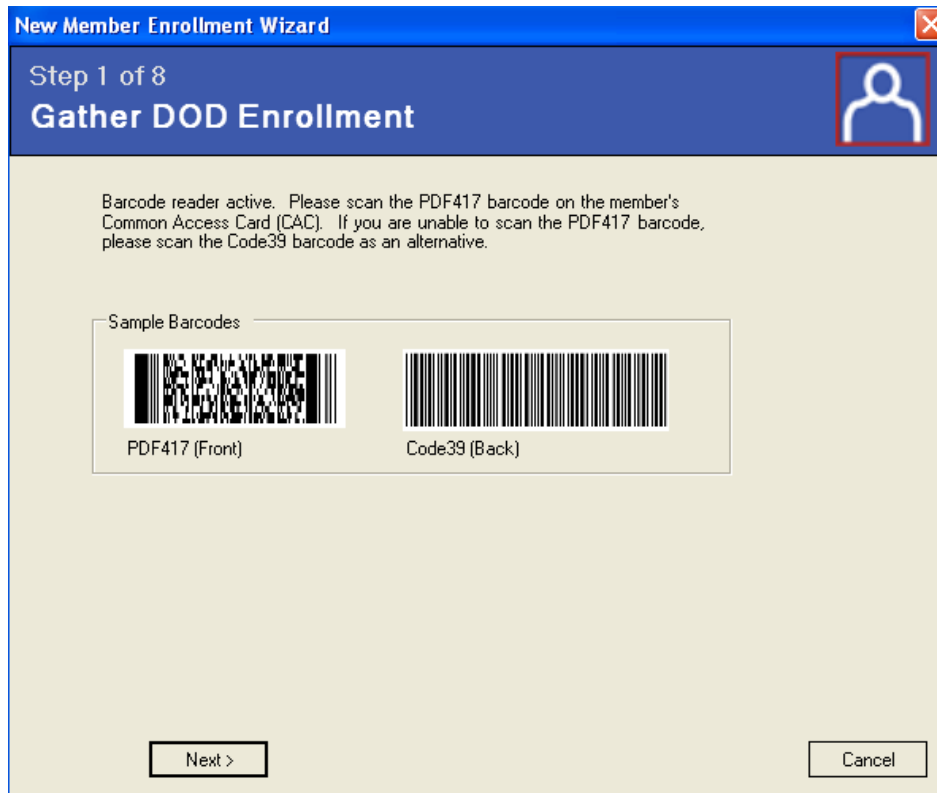 New Member Enrollment Wizard
Step 1 of 8
Gather DOD Enrollment
Barcode reader active. Please scan the PDF417 barcode on the member's
Common Access Card (CAC). If you are unable to scan the PDF417 barcode,
please scan the Code39 barcode as an alternative.
Sample Barcodes
PDF417 (Front)
Code39 (Back)
Next >
Cancel